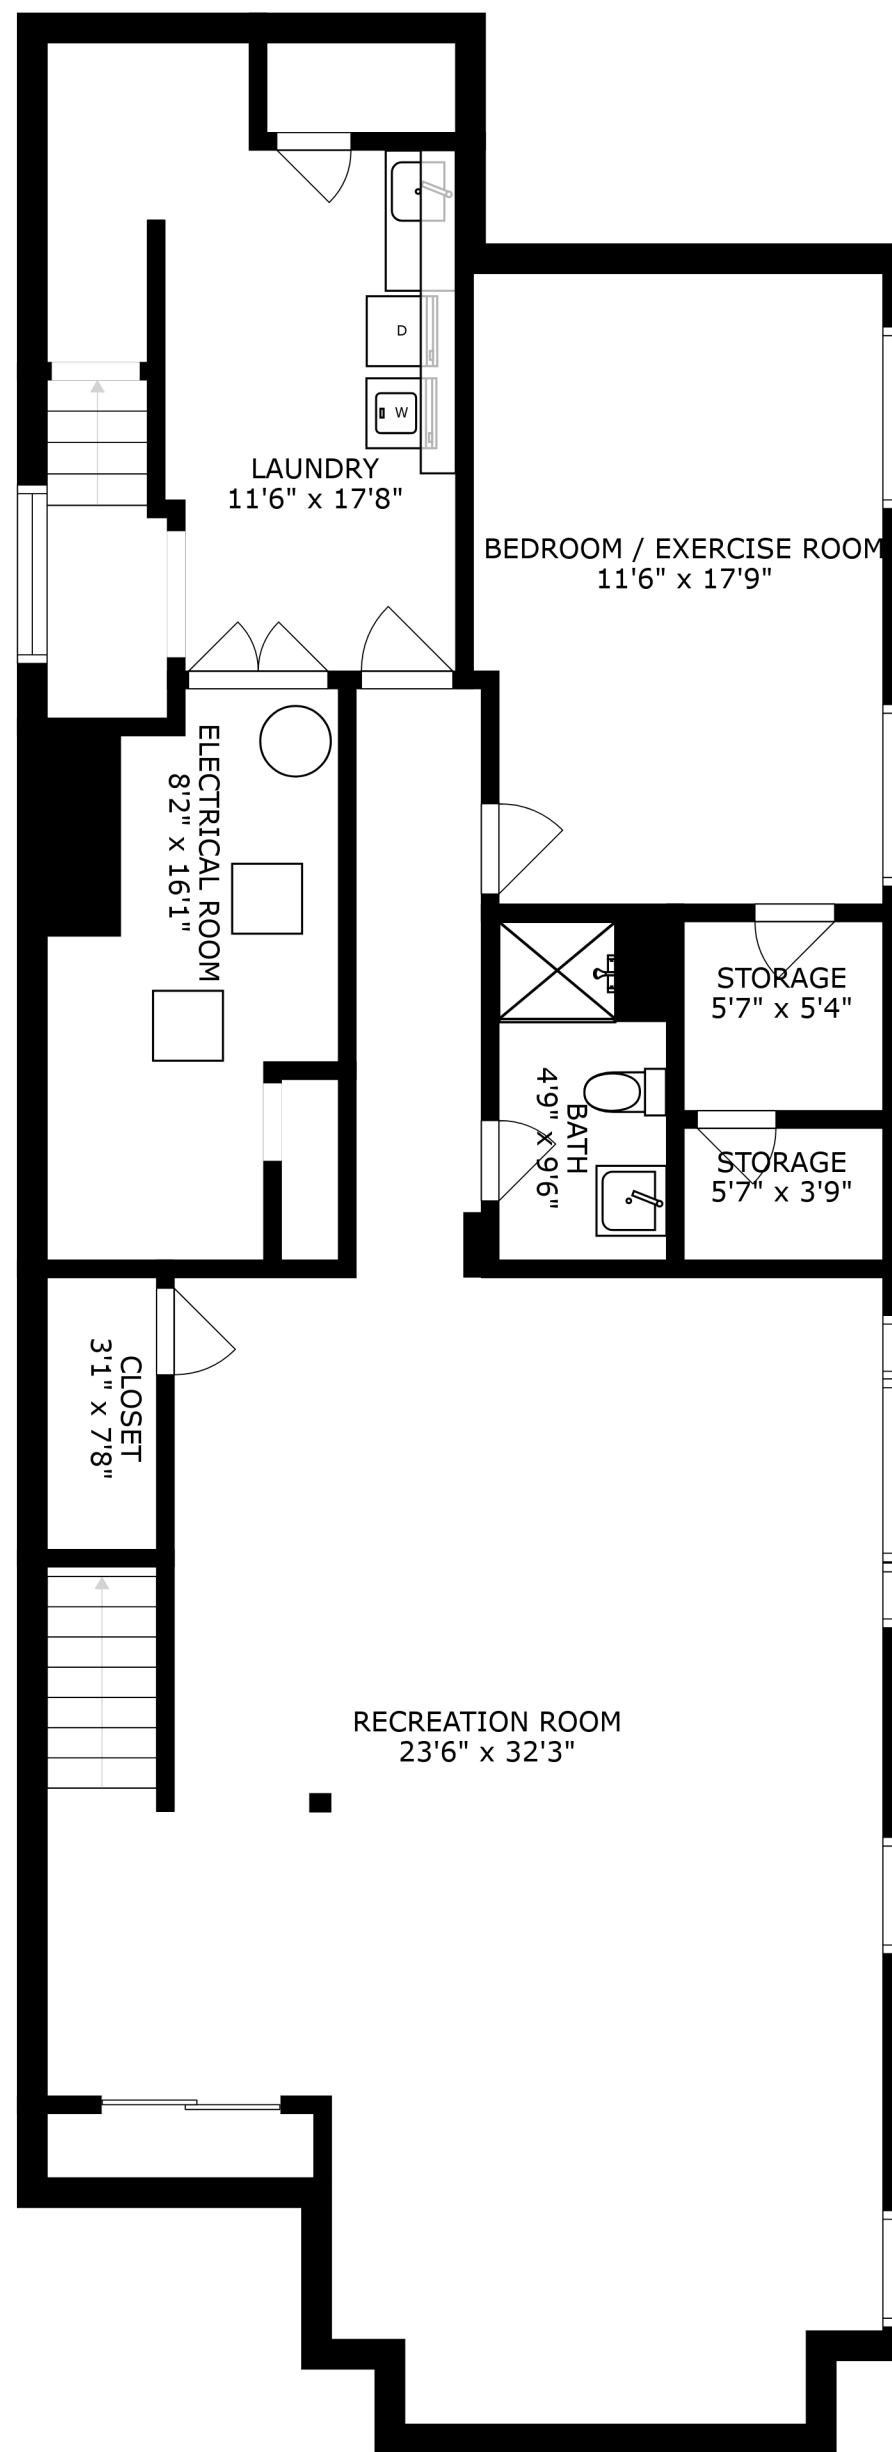 D
W
LAUNDRY
11'6" x 17'8"
BEDROOM / EXERCISE ROOM
11'6" x 17'9"
ELECTRICAL ROOM
8'2" x 16'1"
STORAGE
5'7" x 5'4"
BATH
4'9" x 9'6"
STORAGE
5'7" x 3'9"
CLOSET
3'1" x 7'8"
RECREATION ROOM
23'6" x 32'3"